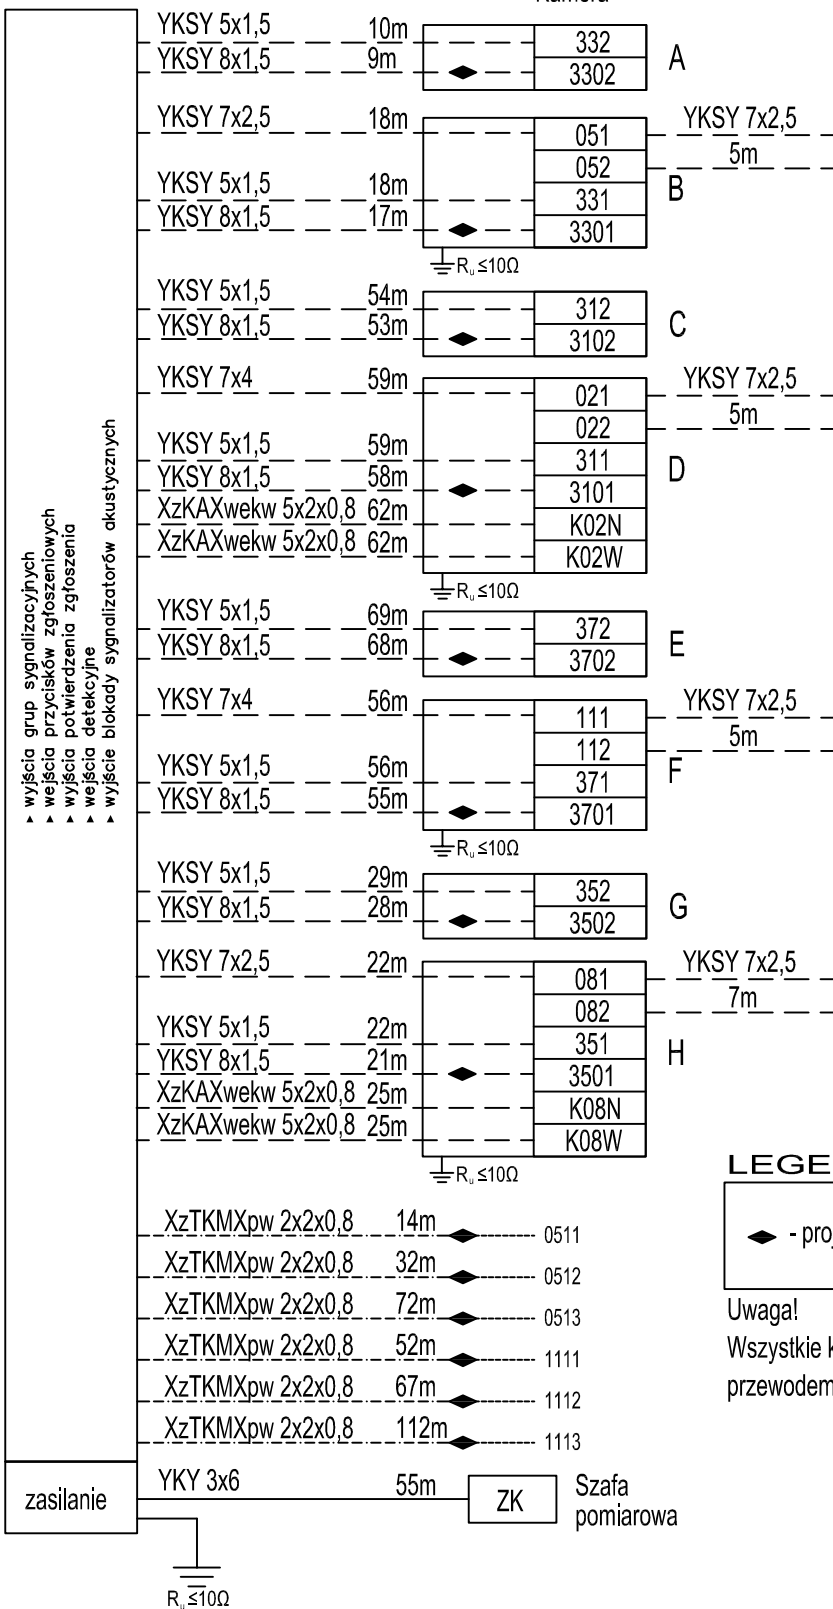 Kamera
YKSY 5x1,5 10m 332
YKSY 8x1,5 9m 3302
A
YKSY 7x2,5 18m 051 YKSY 7x2,5
052 5m
YKSY 5x1,5 18m 331
YKSY 8x1,5 17m 3301
B
Ru ≤10Ω
YKSY 5x1,5 54m 312
YKSY 8x1,5 53m 3102
C
YKSY 7x4 59m 021 YKSY 7x2,5
022 5m
YKSY 5x1,5 59m 311
YKSY 8x1,5 58m 3101
D
XzKAXwekw 5x2x0,8 62m K02N
XzKAXwekw 5x2x0,8 62m K02W
Ru ≤10Ω
▸ wyjścia grup sygnalizacyjnych
▸ wejścia przycisków zgłoszeniowych
▸ wyjścia potwierdzenia zgłoszenia
▸ wejścia detekcyjne
▸ wyjście blokady sygnalizatorów akustycznych
YKSY 5x1,5 69m 372
YKSY 8x1,5 68m 3702
E
YKSY 7x4 56m 111 YKSY 7x2,5
112 5m
YKSY 5x1,5 56m 371
YKSY 8x1,5 55m 3701
F
Ru ≤10Ω
YKSY 5x1,5 29m 352
YKSY 8x1,5 28m 3502
G
YKSY 7x2,5 22m 081 YKSY 7x2,5
082 7m
YKSY 5x1,5 22m 351
YKSY 8x1,5 21m 3501
H
XzKAXwekw 5x2x0,8 25m K08N
XzKAXwekw 5x2x0,8 25m K08W
Ru ≤10Ω
LEGE
- proj
Uwaga!
Wszystkie k
przewodem
XzTKMXpw 2x2x0,8 14m 0511
XzTKMXpw 2x2x0,8 32m 0512
XzTKMXpw 2x2x0,8 72m 0513
XzTKMXpw 2x2x0,8 52m 1111
XzTKMXpw 2x2x0,8 67m 1112
XzTKMXpw 2x2x0,8 112m 1113
zasilanie YKY 3x6 55m ZK Szafa
pomiarowa
Ru ≤10Ω